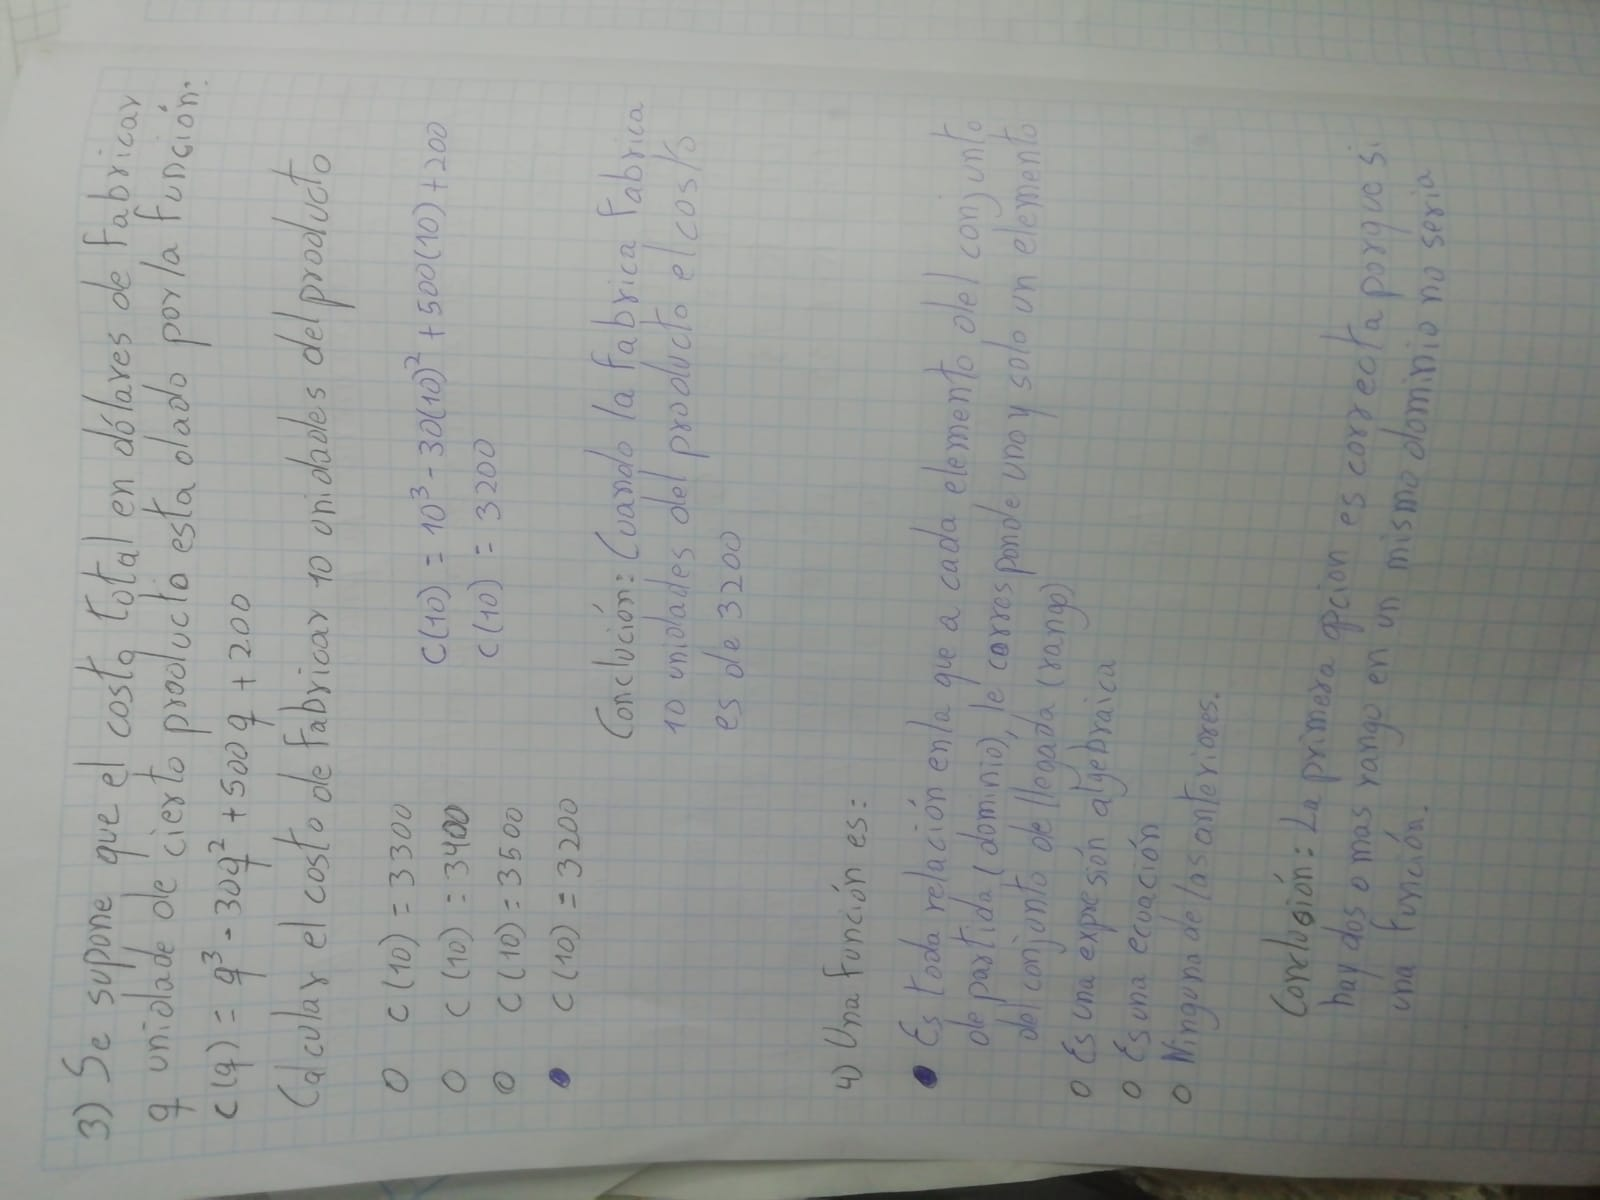 3) Se supone que el costo total en dólares de fabricar
q unidade de cierto producto esta dado por la función:
C(q) = q³ - 30q² + 500q + 200
Calcular el costo de fabricar 10 unidades del producto
O C(10) = 3300
O C(10) = 3400
O C(10) = 3500
● C(10) = 3200
C(10) = 10³ - 30(10)² + 500(10) + 200
C(10) = 3200
Conclución: Cuando la fabrica fabrica
10 unidades del producto el costo
es de 3200
4) Una función es:
● Es toda relación en la que a cada elemento del conjunto
de partida (dominio), le corresponde uno y solo un elemento
del conjunto de llegada (rango)
O Es una expresión algebraica
O Es una ecuación
O Ninguna de las anteriores.
Conclusión: La primera opcion es correcta porque si
hay dos o mas rango en un mismo dominio no seria
una función.